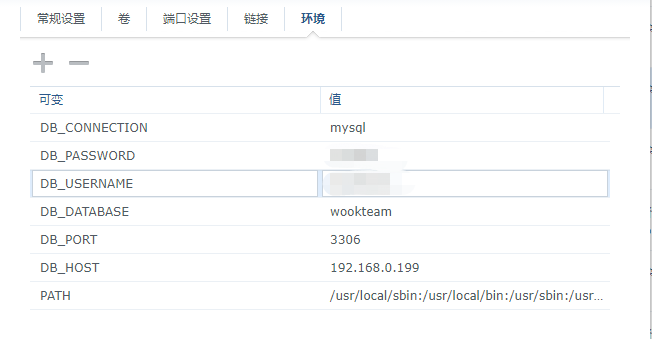 常规设置 卷 端口设置 链接 环境
可变 值
DB_CONNECTION mysql
DB_PASSWORD
DB_USERNAME
DB_DATABASE wookteam
DB_PORT 3306
DB_HOST 192.168.0.199
PATH /usr/local/sbin:/usr/local/bin:/usr/sbin:/usr...